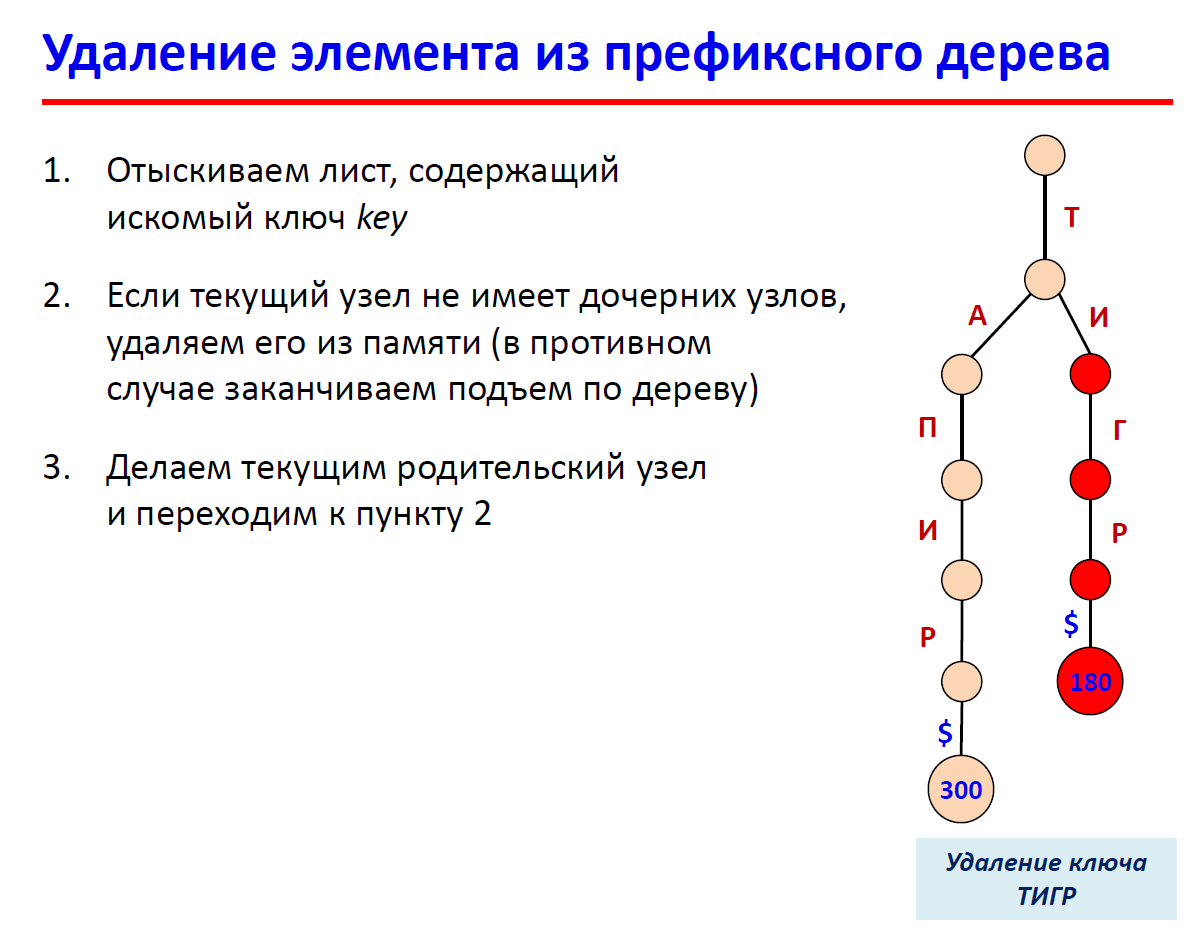 Удаление элемента из префиксного дерева
1. Отыскиваем лист, содержащий
искомый ключ key
2. Если текущий узел не имеет дочерних узлов,
удаляем его из памяти (в противном
случае заканчиваем подъем по дереву)
3. Делаем текущим родительский узел
и переходим к пункту 2
Т
А
И
П
Г
И
Р
$
Р
180
$
300
Удаление ключа
ТИГР